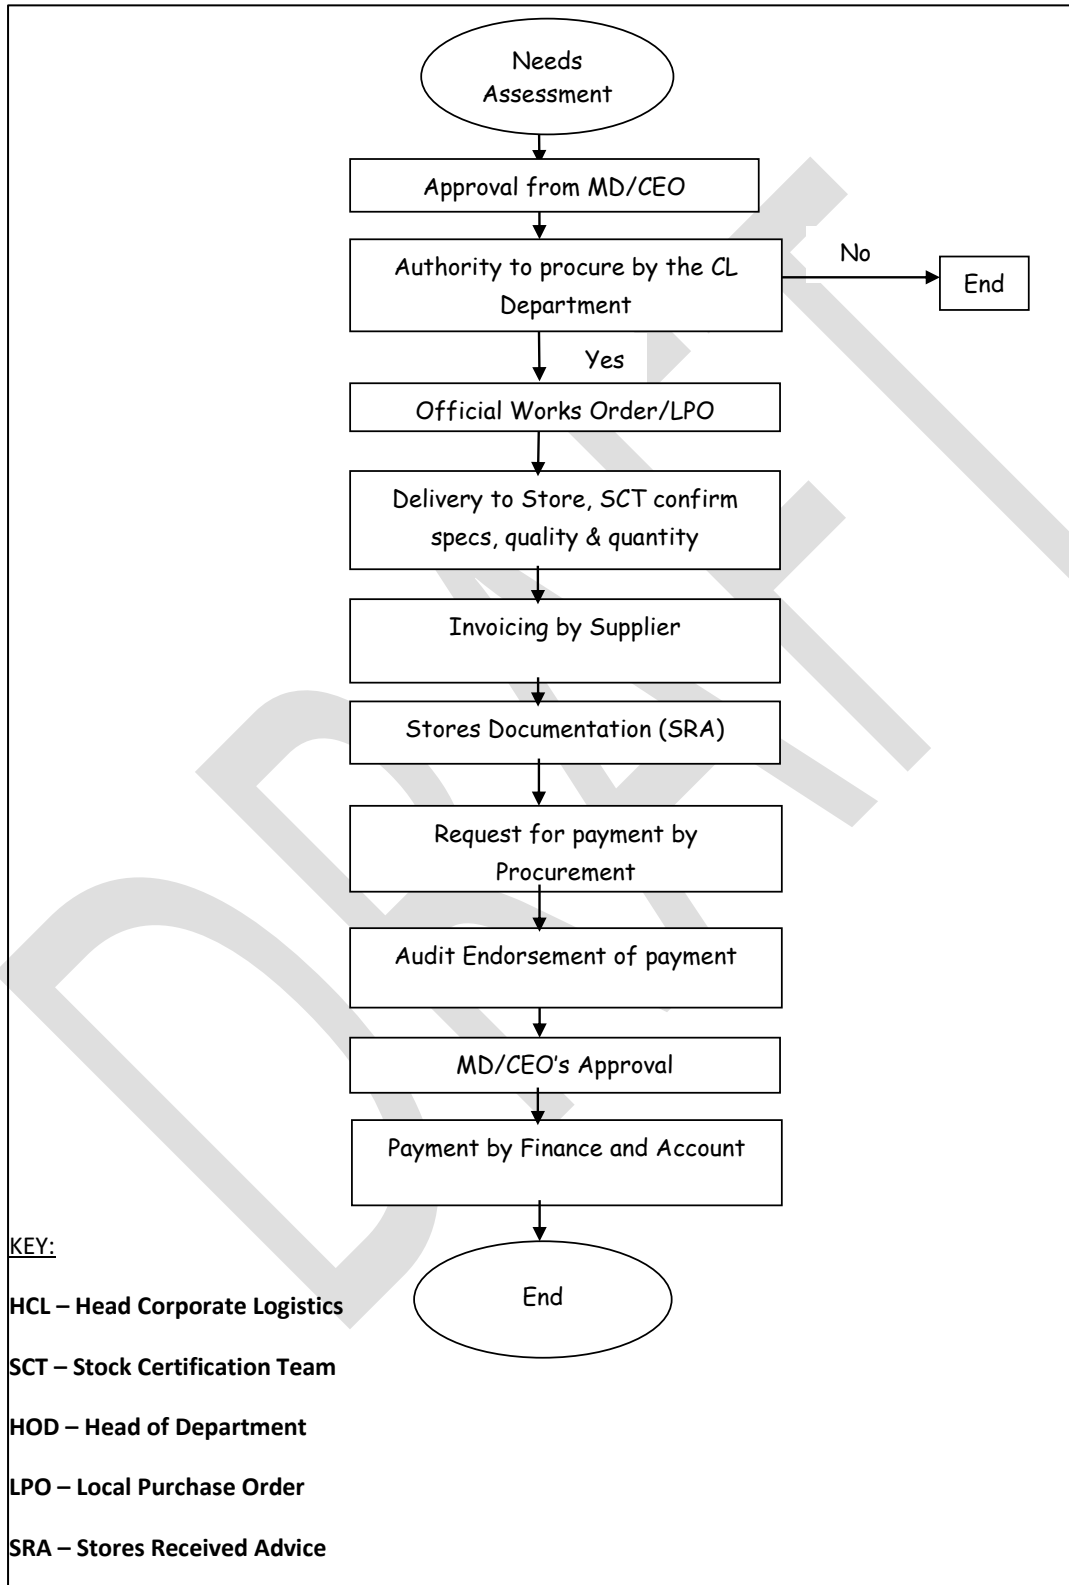 Needs
Assessment
Approval from MD/CEO
Authority to procure by the CL
Department
No
End
Yes
Official Works Order/LPO
Delivery to Store, SCT confirm
specs, quality & quantity
Invoicing by Supplier
Stores Documentation (SRA)
Request for payment by
Procurement
Audit Endorsement of payment
MD/CEO’s Approval
Payment by Finance and Account
End
KEY:
HCL – Head Corporate Logistics
SCT – Stock Certification Team
HOD – Head of Department
LPO – Local Purchase Order
SRA – Stores Received Advice
DRAFT